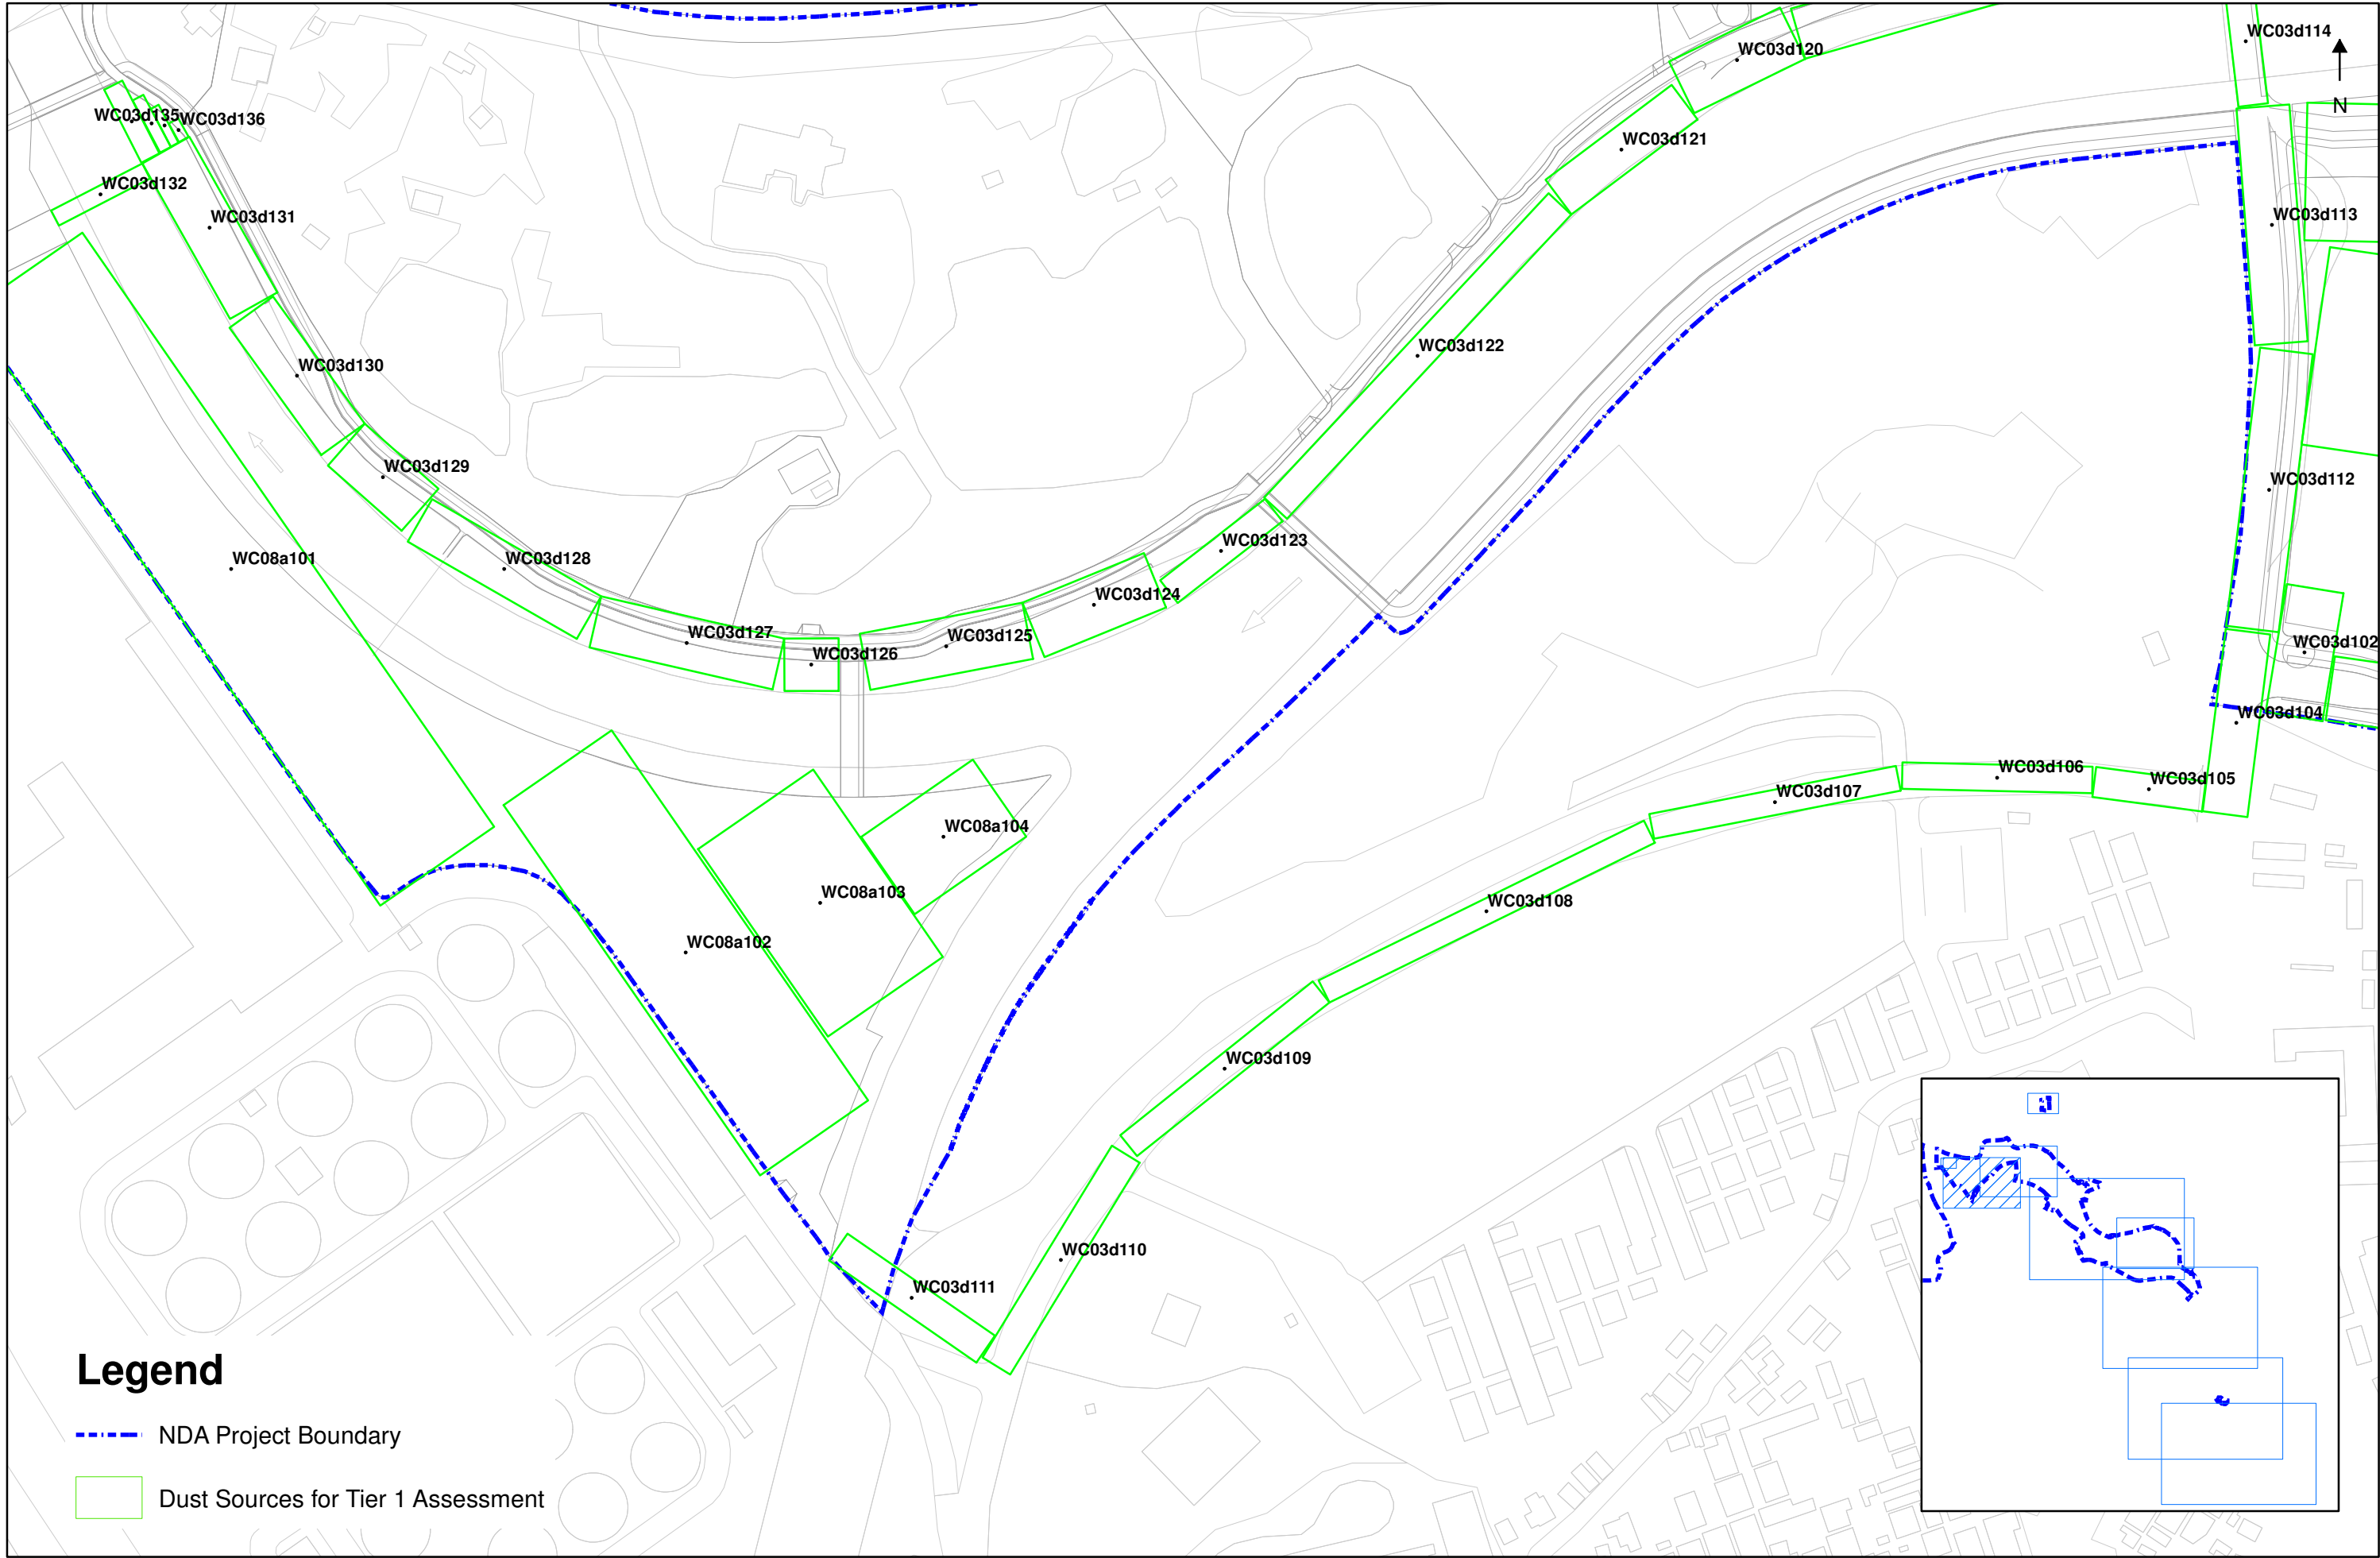 WC03d114
WC03d120
N
WC03d135
WC03d136
WC03d121
WC03d132
WC03d131
WC03d113
WC03d122
WC03d130
WC03d129
WC03d112
WC03d123
WC08a101
WC03d128
WC03d124
WC03d127
WC03d125
WC03d102
WC03d126
WC03d104
WC03d106
WC03d105
WC03d107
WC08a104
WC08a103
WC03d108
WC08a102
WC03d109
WC03d110
WC03d111
Legend
NDA Project Boundary
Dust Sources for Tier 1 Assessment